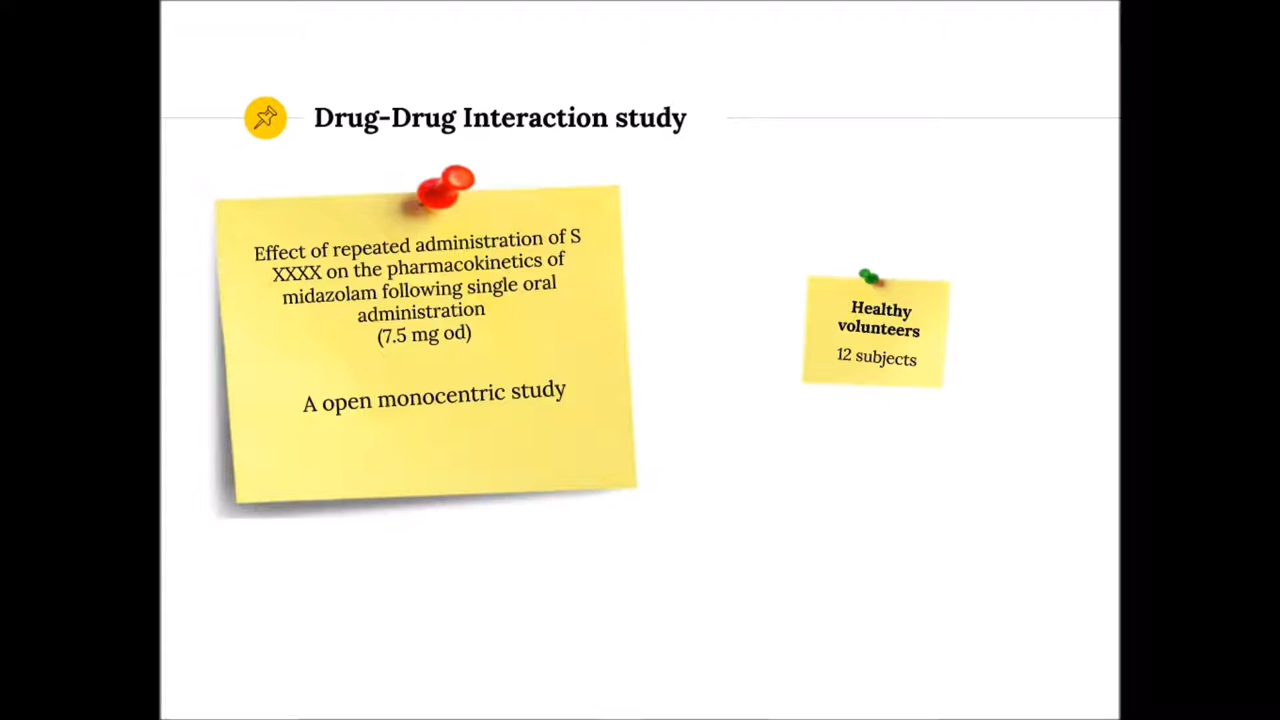 Drug-Drug Interaction study
Effect of repeated administration of S
XXXX on the pharmacokinetics of
midazolam following single oral
administration
(7.5 mg od)
A open monocentric study
Healthy
volunteers
12 subjects